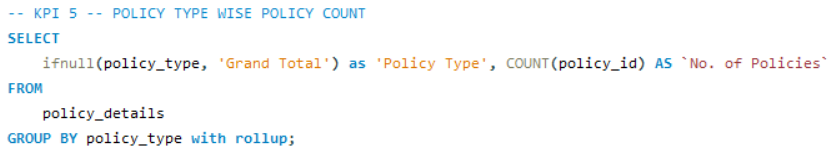 -- KPI 5 -- POLICY TYPE WISE POLICY COUNT
SELECT
    ifnull(policy_type, 'Grand Total') as 'Policy Type', COUNT(policy_id) AS `No. of Policies`
FROM
    policy_details
GROUP BY policy_type with rollup;